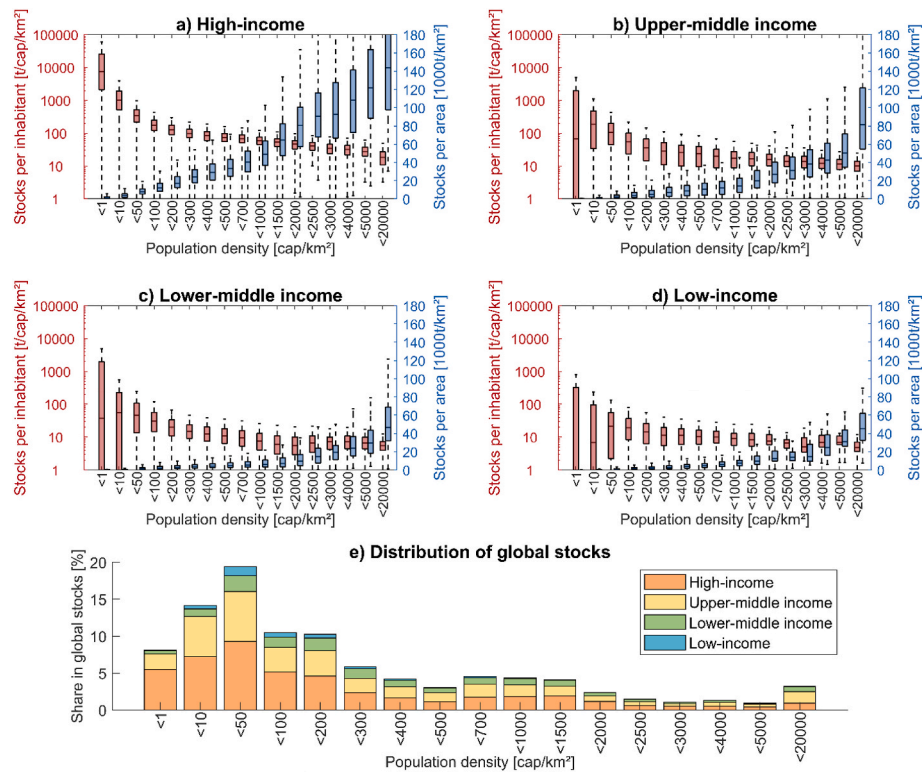 a) High-income
Stocks per inhabitant [t/cap/km²]
100000
10000
1000
100
10
1
180
160
140
120
100
80
60
40
20
0
Stocks per area [1000t/km²]
<1 <10 <50 <100 <200 <300 <400 <500 <700 <1000 <1500 <2000 <2500 <3000 <4000 <5000 <20000
Population density [cap/km²]
b) Upper-middle income
Stocks per inhabitant [t/cap/km²]
100000
10000
1000
100
10
1
180
160
140
120
100
80
60
40
20
0
Stocks per area [1000t/km²]
<1 <10 <50 <100 <200 <300 <400 <500 <700 <1000 <1500 <2000 <2500 <3000 <4000 <5000 <20000
Population density [cap/km²]
c) Lower-middle income
Stocks per inhabitant [t/cap/km²]
100000
10000
1000
100
10
1
180
160
140
120
100
80
60
40
20
0
Stocks per area [1000t/km²]
<1 <10 <50 <100 <200 <300 <400 <500 <700 <1000 <1500 <2000 <2500 <3000 <4000 <5000 <20000
Population density [cap/km²]
d) Low-income
Stocks per inhabitant [t/cap/km²]
100000
10000
1000
100
10
1
180
160
140
120
100
80
60
40
20
0
Stocks per area [1000t/km²]
<1 <10 <50 <100 <200 <300 <400 <500 <700 <1000 <1500 <2000 <2500 <3000 <4000 <5000 <20000
Population density [cap/km²]
e) Distribution of global stocks
Share in global stocks [%]
20
15
10
5
0
High-income
Upper-middle income
Lower-middle income
Low-income
<1 <10 <50 <100 <200 <300 <400 <500 <700 <1000 <1500 <2000 <2500 <3000 <4000 <5000 <20000
Population density [cap/km²]